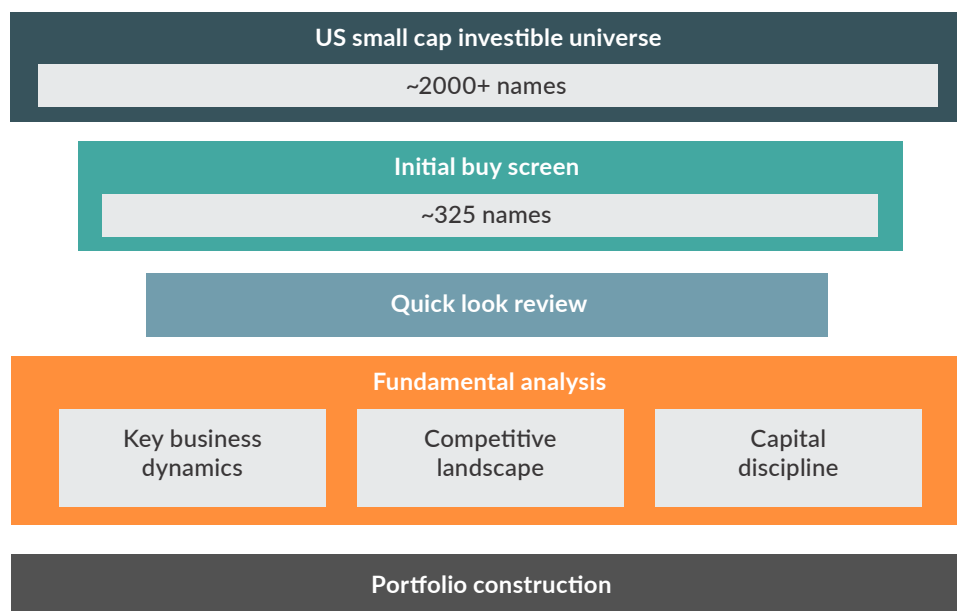 US small cap investible universe
~2000+ names
Initial buy screen
~325 names
Quick look review
Fundamental analysis
Key business
dynamics
Competitive
landscape
Capital
discipline
Portfolio construction